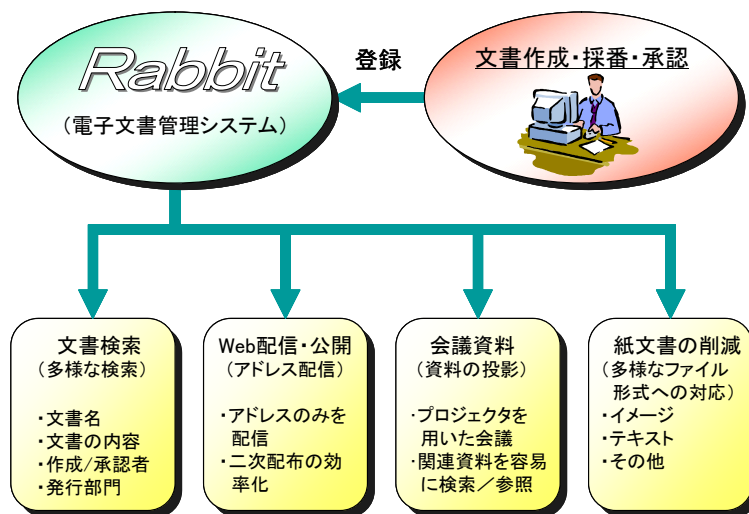 Rabbit
(電子文書管理システム)
登録
文書作成・採番・承認
文書検索
(多様な検索)
・文書名
・文書の内容
・作成/承認者
・発行部門
Web配信・公開
(アドレス配信)
・アドレスのみを
配信
・二次配布の効
率化
会議資料
(資料の投影)
・プロジェクタを
用いた会議
・関連資料を容易
に検索／参照
紙文書の削減
(多様なファイル
形式への対応)
・イメージ
・テキスト
・その他